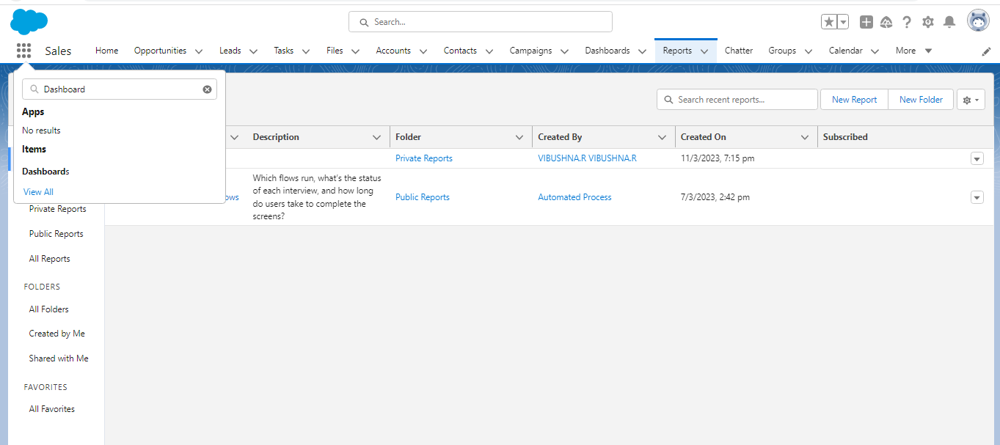 Search...
Sales
Home
Opportunities
Leads
Tasks
Files
Accounts
Contacts
Campaigns
Dashboards
Reports
Chatter
Groups
Calendar
More
Dashboard
Apps
No results
Items
Dashboards
View All
Search recent reports...
New Report
New Folder
Description
Folder
Created By
Created On
Subscribed
Private Reports
VIBUSHNA.R VIBUSHNA.R
11/3/2023, 7:15 pm
ows
Which flows run, what's the status
of each interview, and how long
do users take to complete the
screens?
Public Reports
Automated Process
7/3/2023, 2:42 pm
Private Reports
Public Reports
All Reports
FOLDERS
All Folders
Created by Me
Shared with Me
FAVORITES
All Favorites